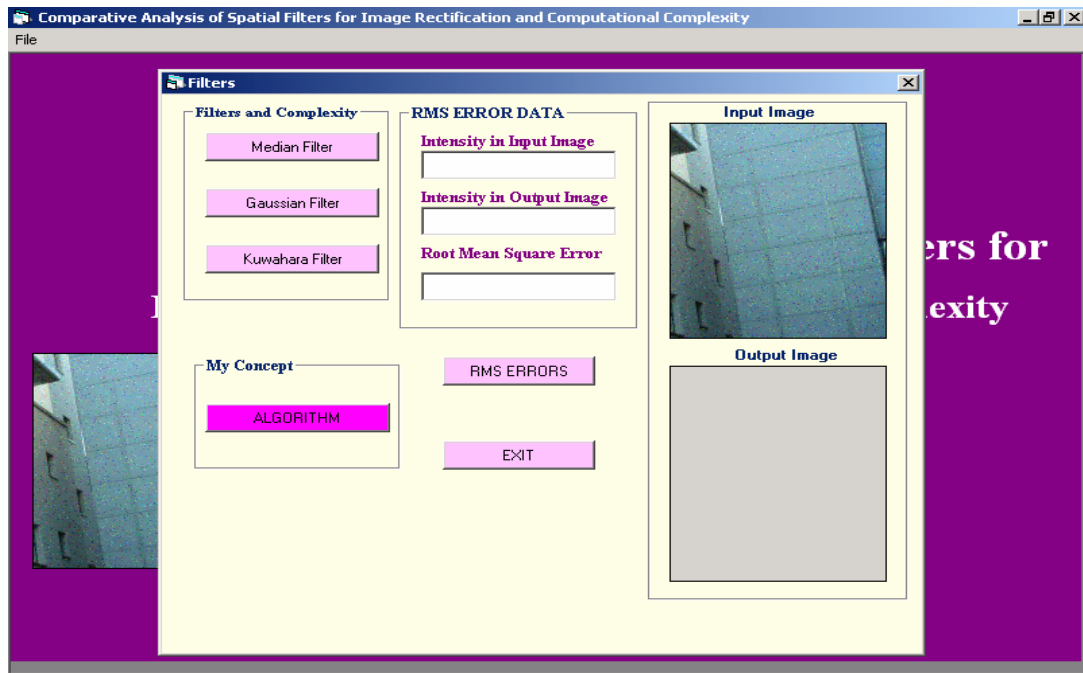 Comparative Analysis of Spatial Filters for Image Rectification and Computational Complexity
File
Filters
Filters and Complexity
Median Filter
Gaussian Filter
Kuwahara Filter
RMS ERROR DATA
Intensity in Input Image
Intensity in Output Image
Root Mean Square Error
Input Image
Output Image
My Concept
ALGORITHM
RMS ERRORS
EXIT
ers for
exity